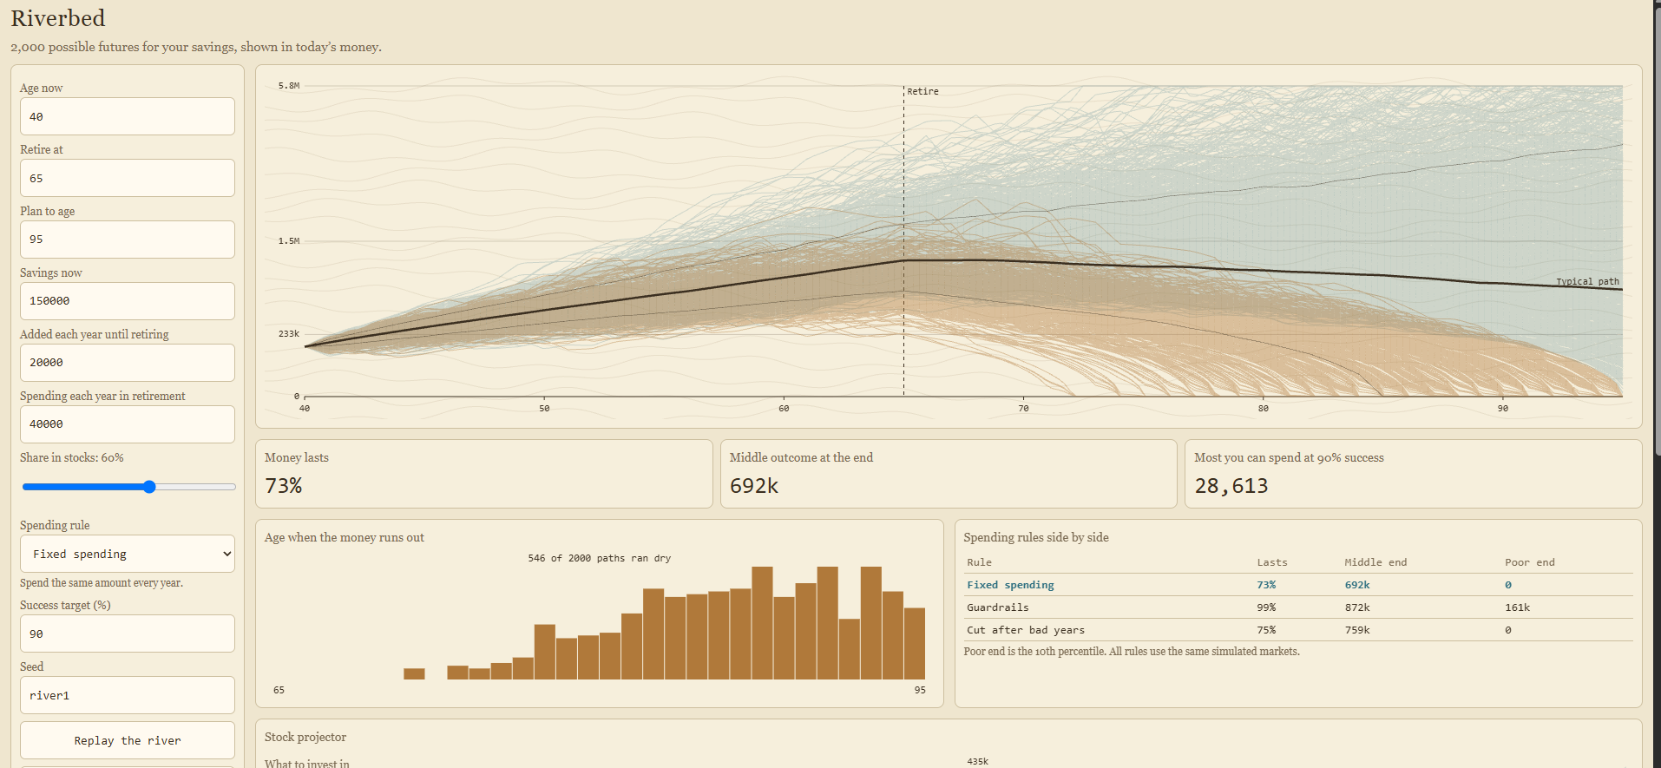 Riverbed
2,000 possible futures for your savings, shown in today's money.
Age now
40
Retire at
65
Plan to age
95
Savings now
150000
Added each year until retiring
20000
Spending each year in retirement
40000
Share in stocks: 60%
Spending rule
Fixed spending
Spend the same amount every year.
Success target (%)
90
Seed
river1
Replay the river
5.8M
Retire
1.5M
Typical path
233k
0
40 50 60 70 80 90
Money lasts
73%
Middle outcome at the end
692k
Most you can spend at 90% success
28,613
Age when the money runs out
546 of 2000 paths ran dry
65 95
Spending rules side by side
Rule Lasts Middle end Poor end
Fixed spending 73% 692k 0
Guardrails 99% 872k 161k
Cut after bad years 75% 759k 0
Poor end is the 10th percentile. All rules use the same simulated markets.
Stock projector
What to invest in
435k